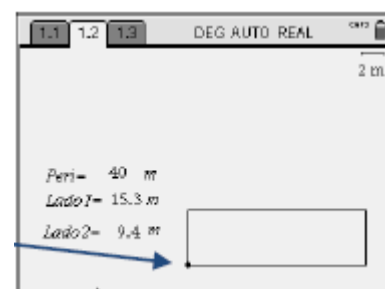 1.1 1.2 1.3 DEG AUTO REAL
2 m
Peri= 40 m
Lado1= 15.3 m
Lado2= 9.4 m